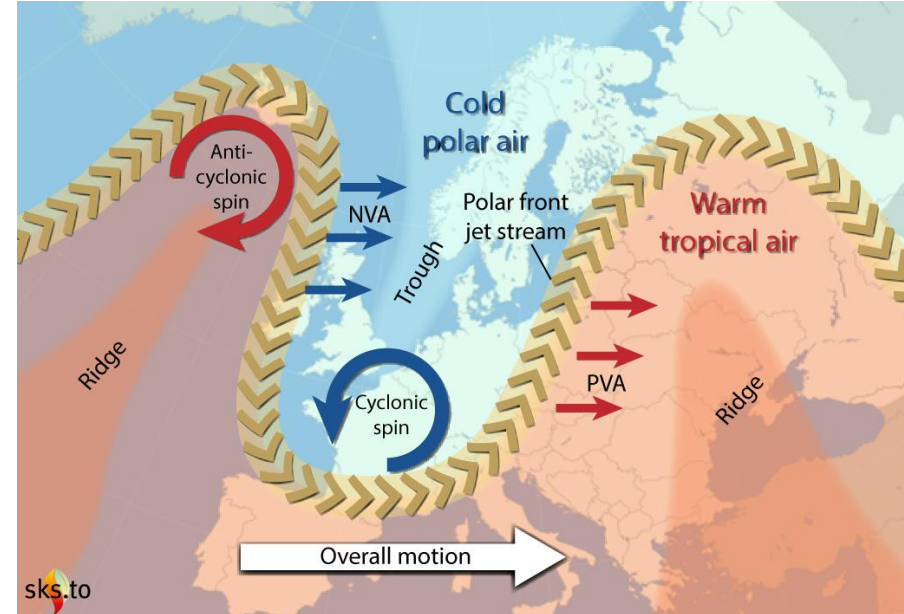 Cold
polar air
Anti-
cyclonic
spin
NVA
Polar front
jet stream
Warm
tropical air
Trough
Ridge
PVA
Ridge
Cyclonic
spin
Overall motion
sks.to